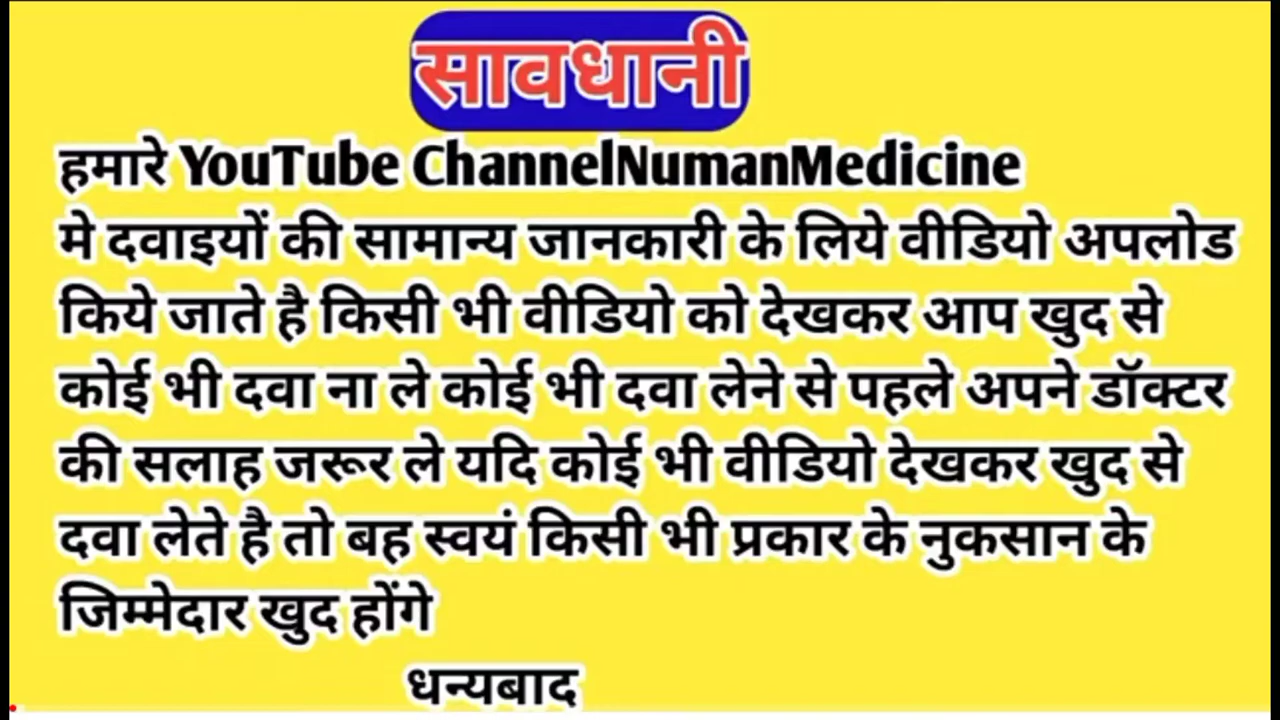 सावधानी
हमारे YouTube ChannelNumanMedicine
मे दवाइयों की सामान्य जानकारी के लिये वीडियो अपलोड
किये जाते है किसी भी वीडियो को देखकर आप खुद से
कोई भी दवा ना ले कोई भी दवा लेने से पहले अपने डॉक्टर
की सलाह जरूर ले यदि कोई भी वीडियो देखकर खुद से
दवा लेते है तो बह स्वयं किसी भी प्रकार के नुकसान के
जिम्मेदार खुद होंगे
धन्यबाद